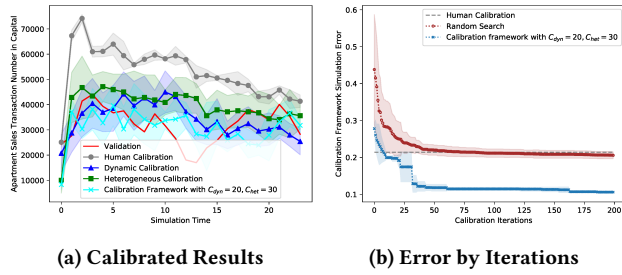 70000
60000
50000
40000
30000
20000
10000
Apartment Sales Transaction Number in Capital
Validation
Human Calibration
Dynamic Calibration
Heterogeneous Calibration
Calibration Framework with C_dyn = 20, C_het = 30
0 5 10 15 20
Simulation Time
(a) Calibrated Results
0.6
0.5
0.4
0.3
0.2
0.1
Calibration Framework Simulation Error
Human Calibration
Random Search
Calibration framework with C_dyn = 20, C_het = 30
0 25 50 75 100 125 150 175 200
Calibration Iterations
(b) Error by Iterations